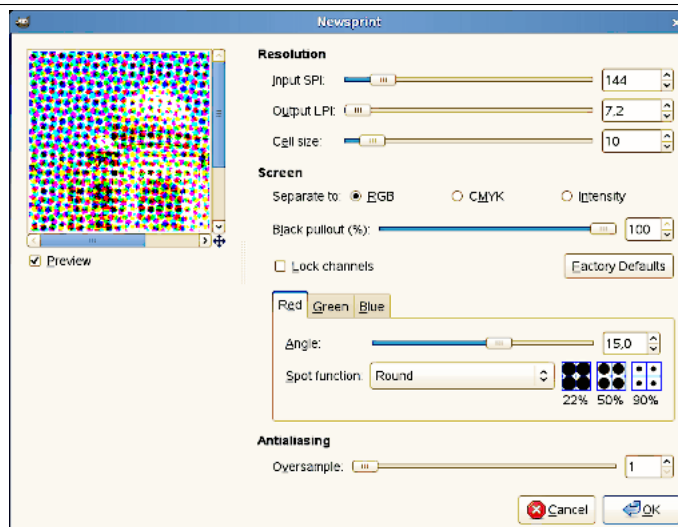 Newsprint
Resolution
Input SPI: 144
Output LPI: 7,2
Cell size: 10
Screen
Separate to: RGB CMYK Intensity
Black pullout (%): 100
Preview
Lock channels Factory Defaults
Red Green Blue
Angle: 15,0
Spot function: Round
22% 50% 90%
Antialiasing
Oversample: 1
Cancel OK